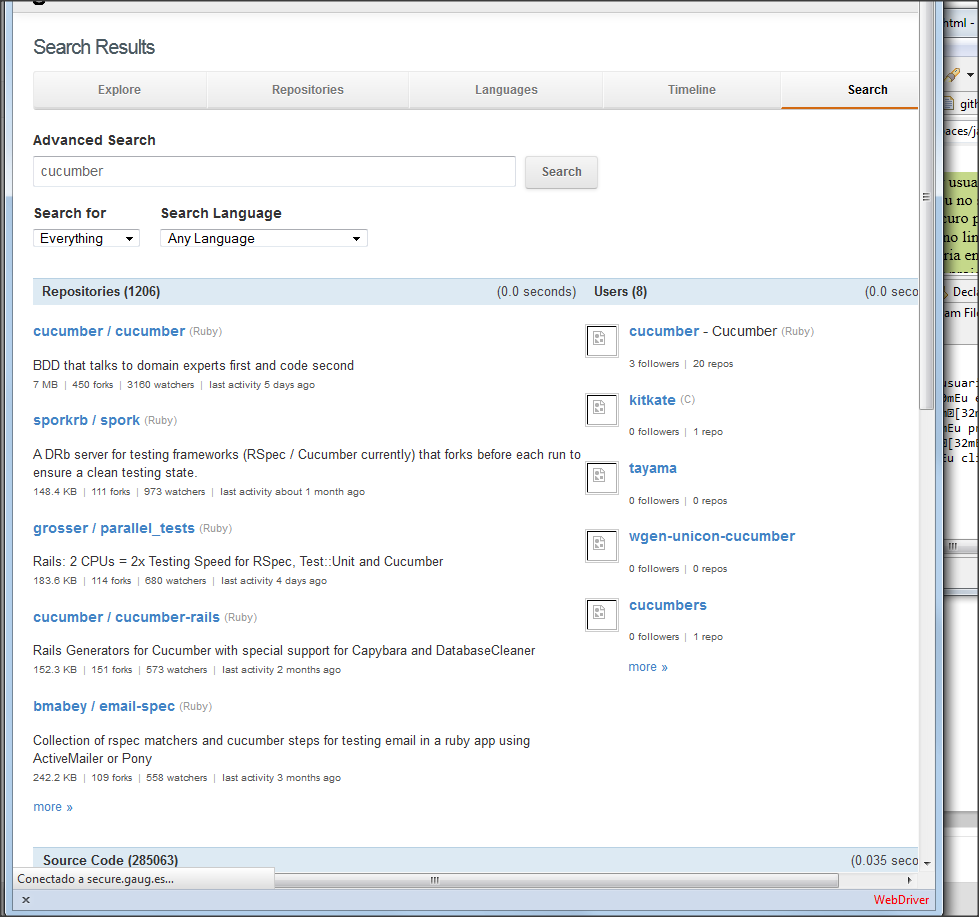 Search Results
Explore Repositories Languages Timeline Search
Advanced Search
cucumber Search
Search for Search Language
Everything Any Language
Repositories (1206) (0.0 seconds)
cucumber / cucumber (Ruby)
BDD that talks to domain experts first and code second
7 MB | 450 forks | 3160 watchers | last activity 5 days ago
sporkrb / spork (Ruby)
A DRb server for testing frameworks (RSpec / Cucumber currently) that forks before each run to
ensure a clean testing state.
148.4 KB | 111 forks | 973 watchers | last activity about 1 month ago
grosser / parallel_tests (Ruby)
Rails: 2 CPUs = 2x Testing Speed for RSpec, Test::Unit and Cucumber
183.6 KB | 114 forks | 680 watchers | last activity 4 days ago
cucumber / cucumber-rails (Ruby)
Rails Generators for Cucumber with special support for Capybara and DatabaseCleaner
152.3 KB | 151 forks | 573 watchers | last activity 2 months ago
bmabey / email-spec (Ruby)
Collection of rspec matchers and cucumber steps for testing email in a ruby app using
ActiveMailer or Pony
242.2 KB | 109 forks | 558 watchers | last activity 3 months ago
more »
Users (8) (0.0 seco
cucumber - Cucumber (Ruby)
3 followers | 20 repos
kitkate (C)
0 followers | 1 repo
tayama
0 followers | 0 repos
wgen-unicon-cucumber
0 followers | 0 repos
cucumbers
0 followers | 1 repo
more »
Source Code (285063) (0.035 seco
Conectado a secure.gaug.es...
WebDriver
html -
gith
aces/ja
usua
u no
uro p
no lin
ria en
Decla
am File
usuari
mEu e
[32m
mEu pr
[32mE
Eu cli